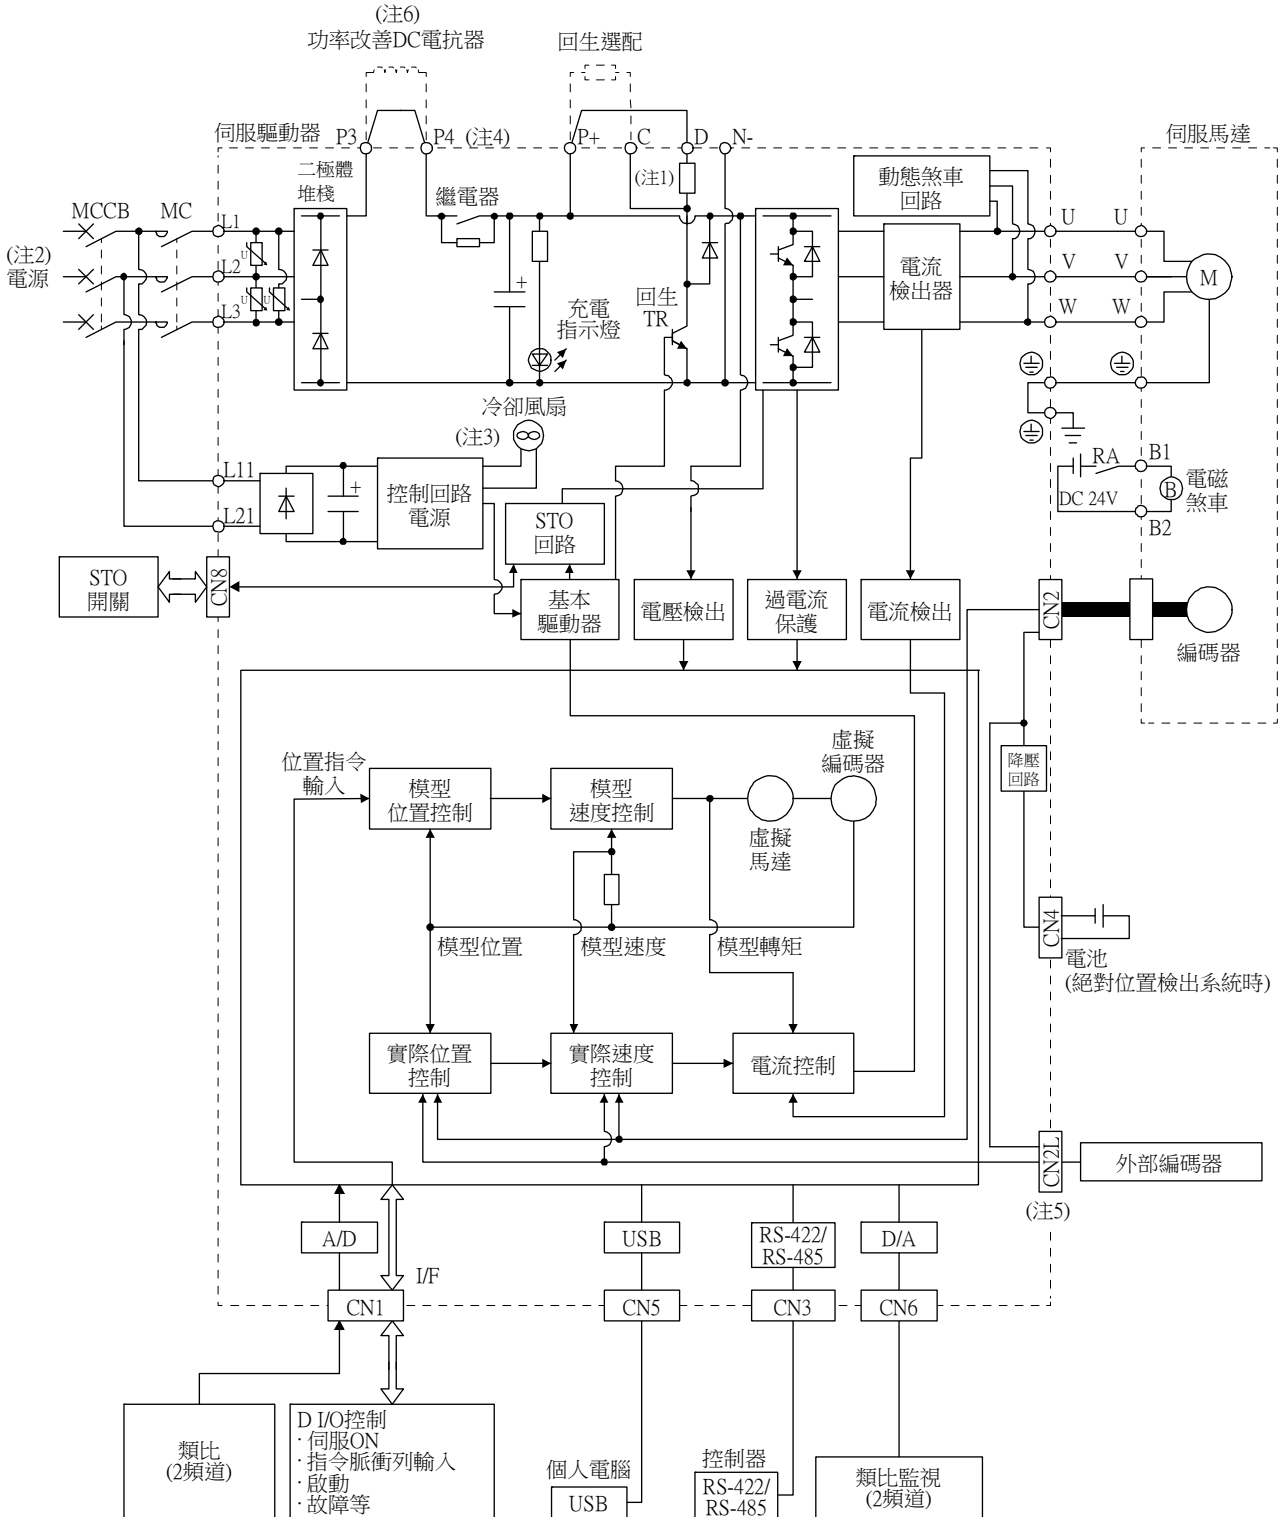 (注6)
功率改善DC電抗器
回生選配
伺服驅動器
P3
P4
(注4)
P+
C
D
N-
伺服馬達
二極體
堆棧
繼電器
(注1)
動態煞車
回路
MCCB
MC
L1
U
U
(注2)
電源
U
L2
電流
檢出器
V
V
M
U
U
L3
+
充電
指示燈
回生
TR
W
W
冷卻風扇
(注3)
L11
+
控制回路
電源
RA
B1
DC 24V
B
電磁
煞車
L21
STO
回路
B2
STO
開關
CN8
基本
驅動器
電壓檢出
過電流
保護
電流檢出
CN2
編碼器
位置指令
輸入
模型
位置控制
模型
速度控制
虛擬
編碼器
降壓
回路
虛擬
馬達
模型位置
模型速度
模型轉矩
CN4
電池
(絕對位置檢出系統時)
實際位置
控制
實際速度
控制
電流控制
CN2L
外部編碼器
(注5)
A/D
USB
RS-422/
RS-485
D/A
I/F
CN1
CN5
CN3
CN6
類比
(2頻道)
D I/O控制
·伺服ON
·指令脈衝列輸入
·啟動
·故障等
個人電腦
USB
控制器
RS-422/
RS-485
類比監視
(2頻道)